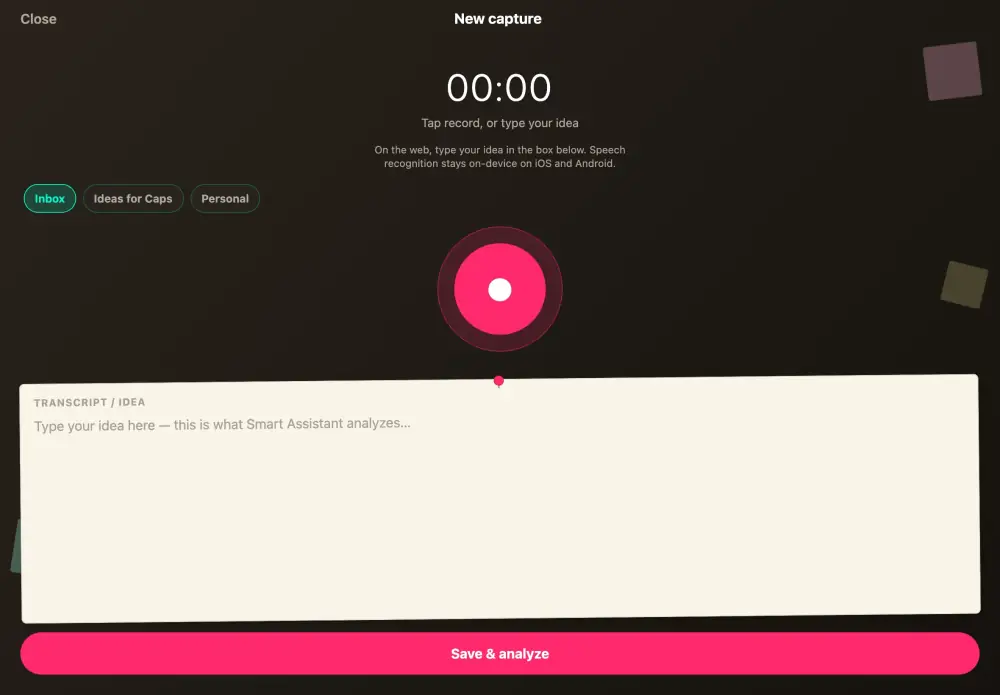 Close
New capture
00:00
Tap record, or type your idea
On the web, type your idea in the box below. Speech
recognition stays on-device on iOS and Android.
Inbox
Ideas for Caps
Personal
TRANSCRIPT / IDEA
Type your idea here — this is what Smart Assistant analyzes...
Save & analyze